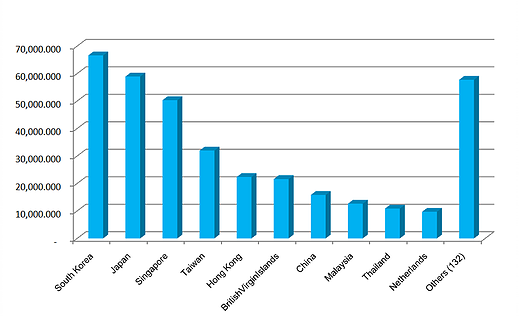 70,000.000
60,000.000
50,000.000
40,000.000
30,000.000
20,000.000
10,000.000
-
South Korea
Japan
Singapore
Taiwan
Hong Kong
BritishVirginIslands
China
Malaysia
Thailand
Netherlands
Others (132)